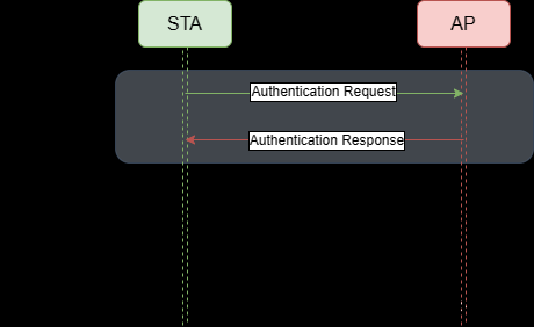 STA
AP
Authentication Request
Authentication Response